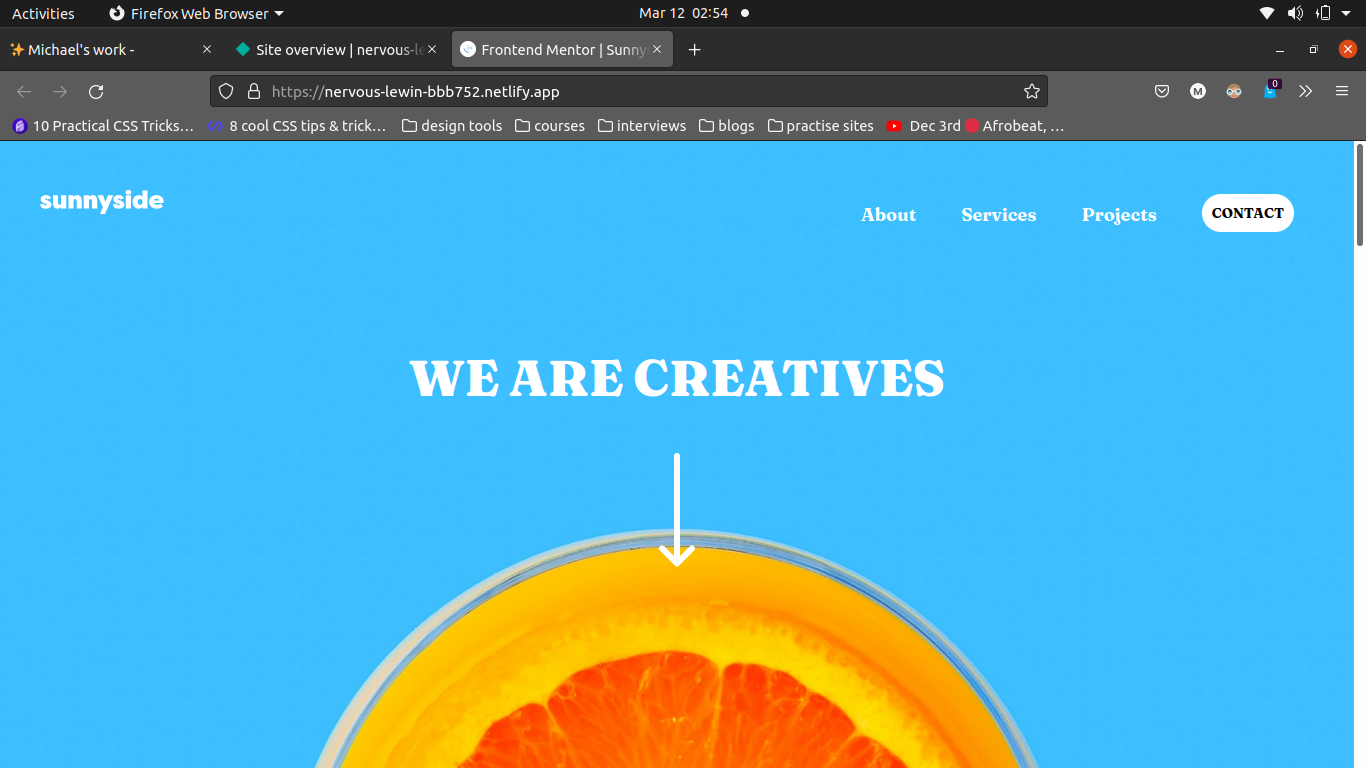 Activities Firefox Web Browser Mar 12 02:54
Michael's work - Site overview | nervous-le Frontend Mentor | Sunny
https://nervous-lewin-bbb752.netlify.app M 0
10 Practical CSS Tricks… 8 cool CSS tips & trick… design tools courses interviews blogs practise sites Dec 3rd 🔴 Afrobeat, …
sunnyside About Services Projects CONTACT
WE ARE CREATIVES